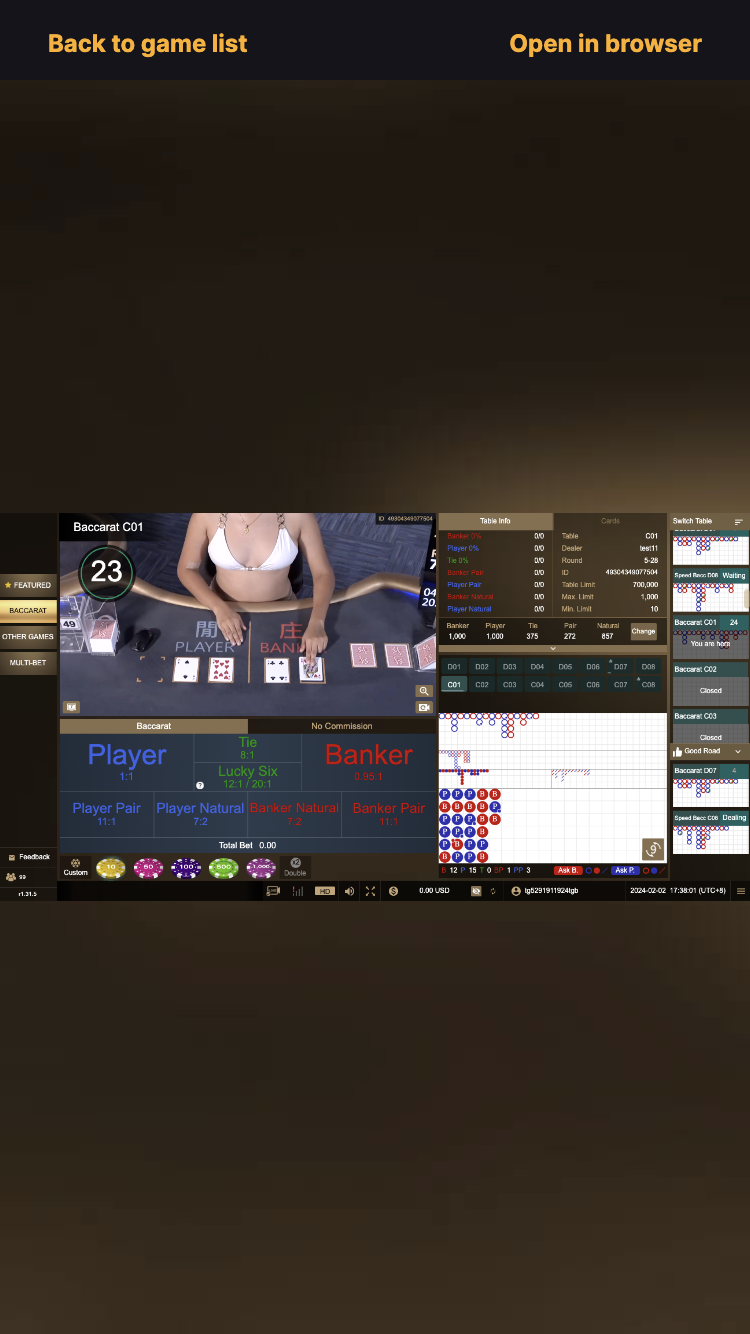 Back to game list
Open in browser
Baccarat C01
ID 49304349077504
23
49
閒
PLAYER
庄
FEATURED
BACCARAT
OTHER GAMES
MULTI-BET
Feedback
99
r1.31.5
Baccarat
No Commission
Player
1:1
Tie
8:1
Lucky Six
12:1 / 20:1
?
Banker
0.95:1
Player Pair
11:1
Player Natural
7:2
Banker Natural
7:2
Banker Pair
11:1
Total Bet 0.00
Custom
10
50
100
500
1,000
x2
Double
Table Info
Cards
Banker 0% 0/0
Player 0% 0/0
Tie 0% 0/0
Banker Pair 0/0
Player Pair 0/0
Banker Natural 0/0
Player Natural 0/0
Table C01
Dealer test11
Round 5-28
ID 49304349077504
Table Limit 700,000
Max. Limit 1,000
Min. Limit 10
Banker Player Tie Pair Natural
1,000 1,000 375 272 857
Change
D01 D02 D03 D04 D05 D06 D07 D08
C01 C02 C03 C04 C05 C06 C07 C08
P P P B B
B B B B P
B P P P B
P P P P
P B P P
P B B P
B 12 P 15 T 0 BP 1 PP 3
Ask B.
Ask P.
Switch Table
Speed Bacc D08 Waiting
Baccarat C01 24
You are here
Baccarat C02
Closed
Baccarat C03
Closed
Good Road
Baccarat D07 4
Speed Bacc C06 Dealing
HD
0.00 USD
tg5291911924tgb
2024-02-02 17:38:01 (UTC+8)